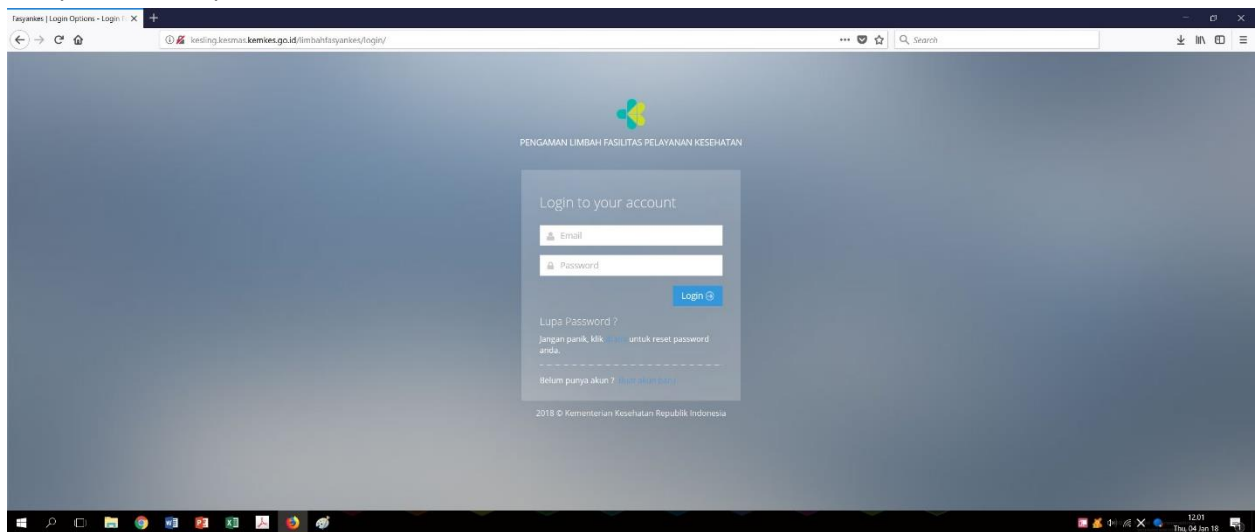 Fasyankes | Login Options - Login
kesling.kesmas.kemkes.go.id/limbahfasyankes/login/
Search
PENGAMAN LIMBAH FASILITAS PELAYANAN KESEHATAN
Login to your account
Email
Password
Login
Lupa Password ?
Jangan panik, klik untuk reset password
anda.
Belum punya akun ?
2018 © Kementerian Kesehatan Republik Indonesia
12.01
Thu, 04 Jan 18